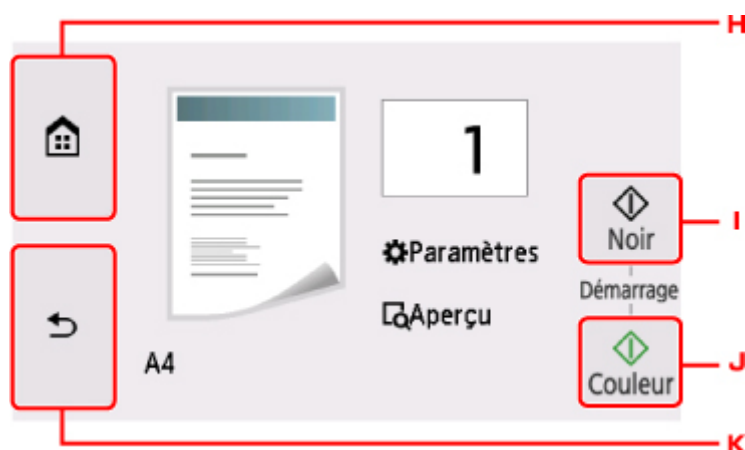 H
1
I
Noir
Paramètres
Démarrage
Aperçu
J
A4
Couleur
K